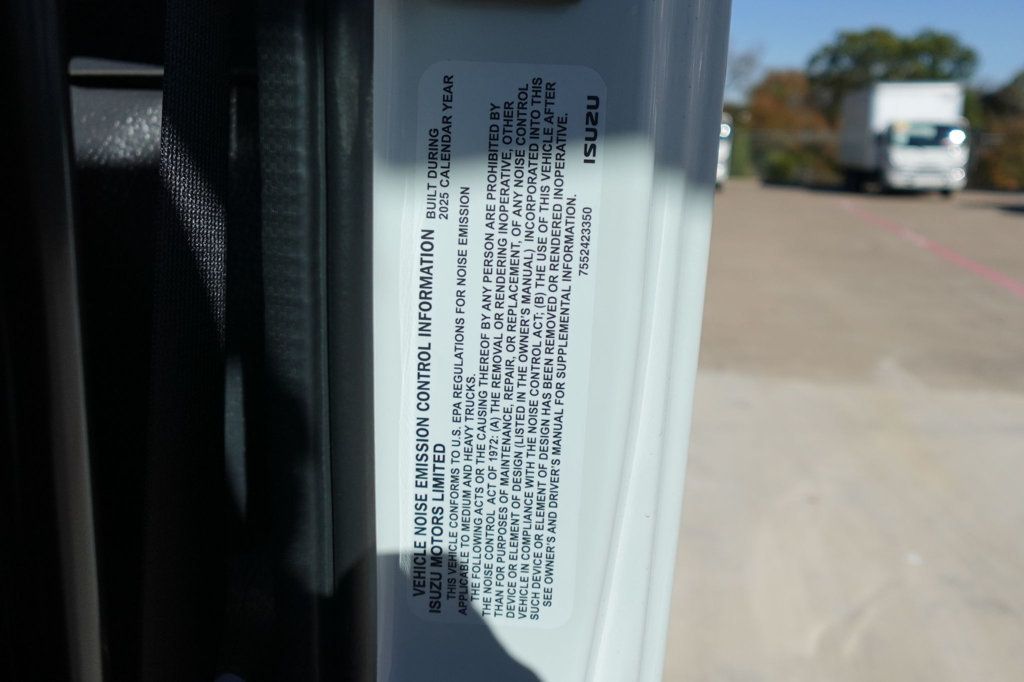 VEHICLE NOISE EMISSION CONTROL INFORMATION
ISUZU MOTORS LIMITED
BUILT DURING
2025 CALENDAR YEAR
THIS VEHICLE CONFORMS TO U.S. EPA REGULATIONS FOR NOISE EMISSION
APPLICABLE TO MEDIUM AND HEAVY TRUCKS.
THE FOLLOWING ACTS OR THE CAUSING THEREOF BY ANY PERSON ARE PROHIBITED BY
THE NOISE CONTROL ACT OF 1972: (A) THE REMOVAL OR RENDERING INOPERATIVE, OTHER
THAN FOR PURPOSES OF MAINTENANCE, REPAIR, OR REPLACEMENT, OF ANY NOISE CONTROL
DEVICE OR ELEMENT OF DESIGN (LISTED IN THE OWNER'S MANUAL) INCORPORATED INTO THIS
VEHICLE IN COMPLIANCE WITH THE NOISE CONTROL ACT; (B) THE USE OF THIS VEHICLE AFTER
SUCH DEVICE OR ELEMENT OF DESIGN HAS BEEN REMOVED OR RENDERED INOPERATIVE.
SEE OWNER'S AND DRIVER'S MANUAL FOR SUPPLEMENTAL INFORMATION.
7552423350
ISUZU